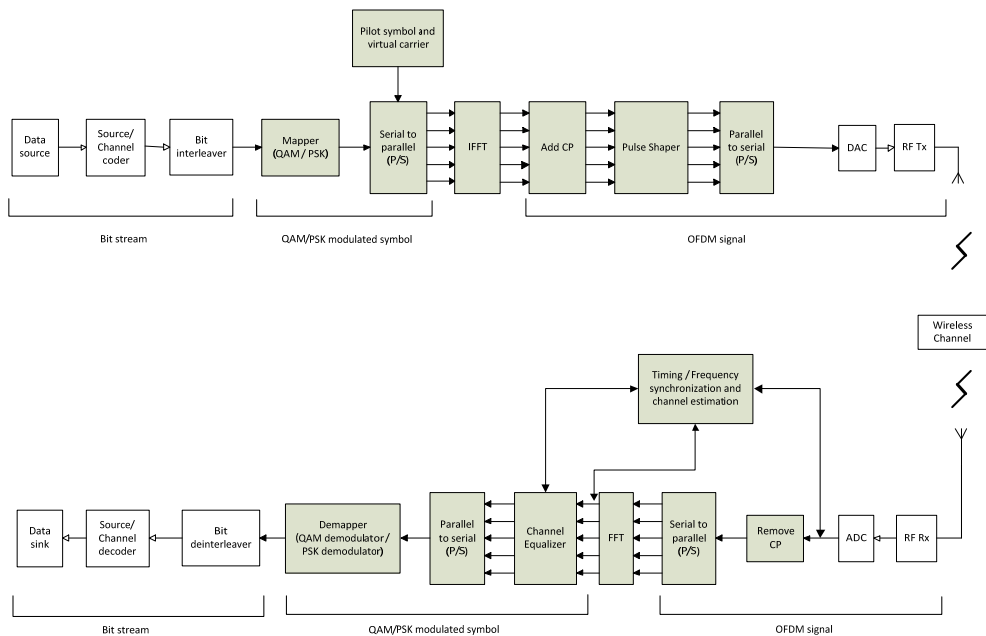 Pilot symbol and
virtual carrier
Data
source
Source/
Channel
coder
Bit
interleaver
Mapper
(QAM / PSK)
Serial to
parallel
(P/S)
IFFT
Add CP
Pulse Shaper
Parallel
to serial
(P/S)
DAC
RF Tx
Bit stream
QAM/PSK modulated symbol
OFDM signal
Wireless
Channel
Timing / Frequency
synchronization and
channel estimation
Data
sink
Source/
Channel
decoder
Bit
deinterleaver
Demapper
(QAM demodulator/
PSK demodulator)
Parallel
to serial
(P/S)
Channel
Equalizer
FFT
Serial to
parallel
(P/S)
Remove
CP
ADC
RF Rx
Bit stream
QAM/PSK modulated symbol
OFDM signal